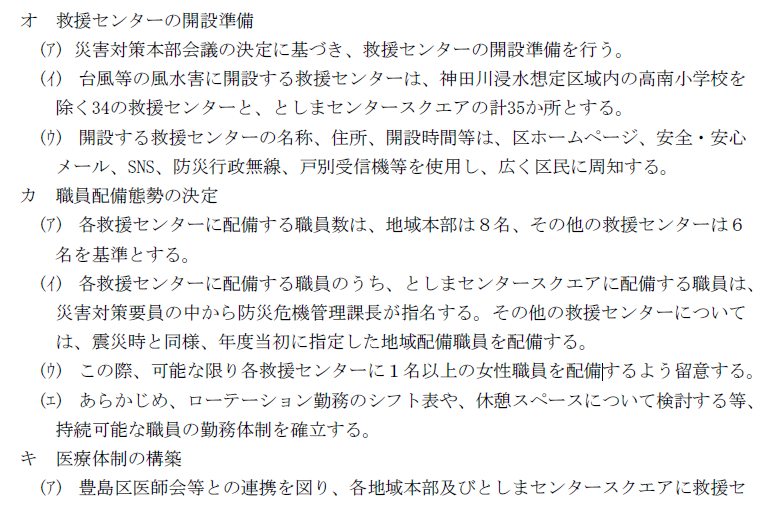 オ　救援センターの開設準備
(ｱ) 災害対策本部会議の決定に基づき、救援センターの開設準備を行う。
(ｲ) 台風等の風水害に開設する救援センターは、神田川浸水想定区域内の高南小学校を
除く34の救援センターと、としまセンタースクエアの計35か所とする。
(ｳ) 開設する救援センターの名称、住所、開設時間等は、区ホームページ、安全・安心
メール、SNS、防災行政無線、戸別受信機等を使用し、広く区民に周知する。
カ　職員配備態勢の決定
(ｱ) 各救援センターに配備する職員数は、地域本部は８名、その他の救援センターは６
名を基準とする。
(ｲ) 各救援センターに配備する職員のうち、としまセンタースクエアに配備する職員は、
災害対策要員の中から防災危機管理課長が指名する。その他の救援センターについて
は、震災時と同様、年度当初に指定した地域配備職員を配備する。
(ｳ) この際、可能な限り各救援センターに１名以上の女性職員を配備するよう留意する。
(ｴ) あらかじめ、ローテーション勤務のシフト表や、休憩スペースについて検討する等、
持続可能な職員の勤務体制を確立する。
キ　医療体制の構築
(ｱ) 豊島区医師会等との連携を図り、各地域本部及びとしまセンタースクエアに救援セ